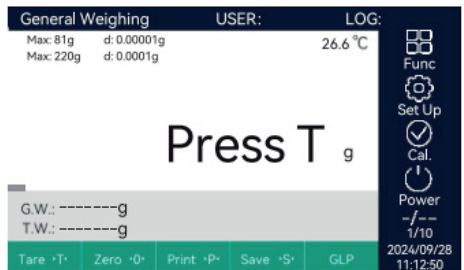 General Weighing USER: LOG:
Max: 81g d: 0.00001g
Max: 220g d: 0.0001g
26.6 °C
Press T g
G.W.: -------g
T.W.: -------g
Tare ·T· Zero ·0· Print ·P· Save ·S· GLP
Func
Set Up
Cal.
Power
-/--
1/10
2024/09/28
11:12:50